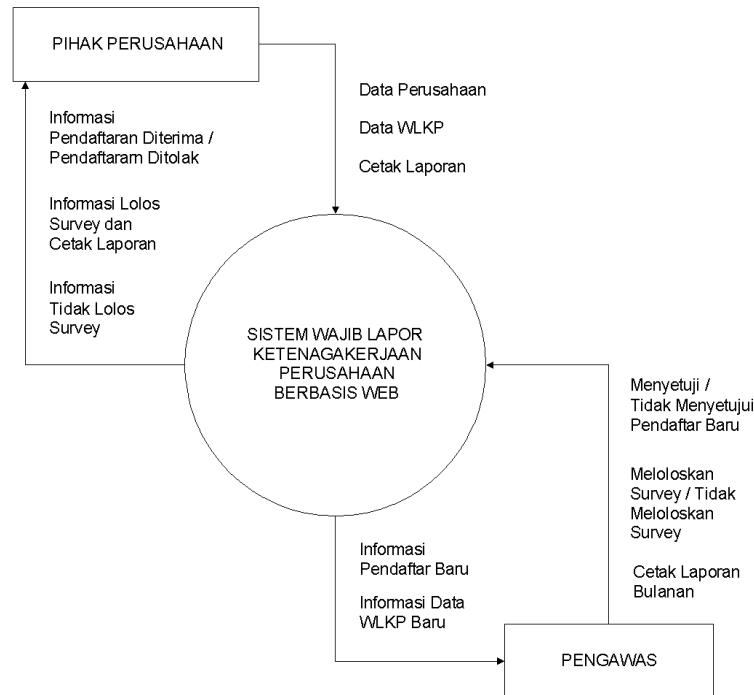 PIHAK PERUSAHAAN
Data Perusahaan
Data WLKP
Cetak Laporan
Informasi
Pendaftaran Diterima /
Pendaftaram Ditolak
Informasi Lolos
Survey dan
Cetak Laporan
Informasi
Tidak Lolos
Survey
SISTEM WAJIB LAPOR
KETENAGAKERJAAN
PERUSAHAAN
BERBASIS WEB
Menyetuji /
Tidak Menyetujui
Pendaftar Baru
Meloloskan
Survey / Tidak
Meloloskan
Survey
Cetak Laporan
Bulanan
Informasi
Pendaftar Baru
Informasi Data
WLKP Baru
PENGAWAS